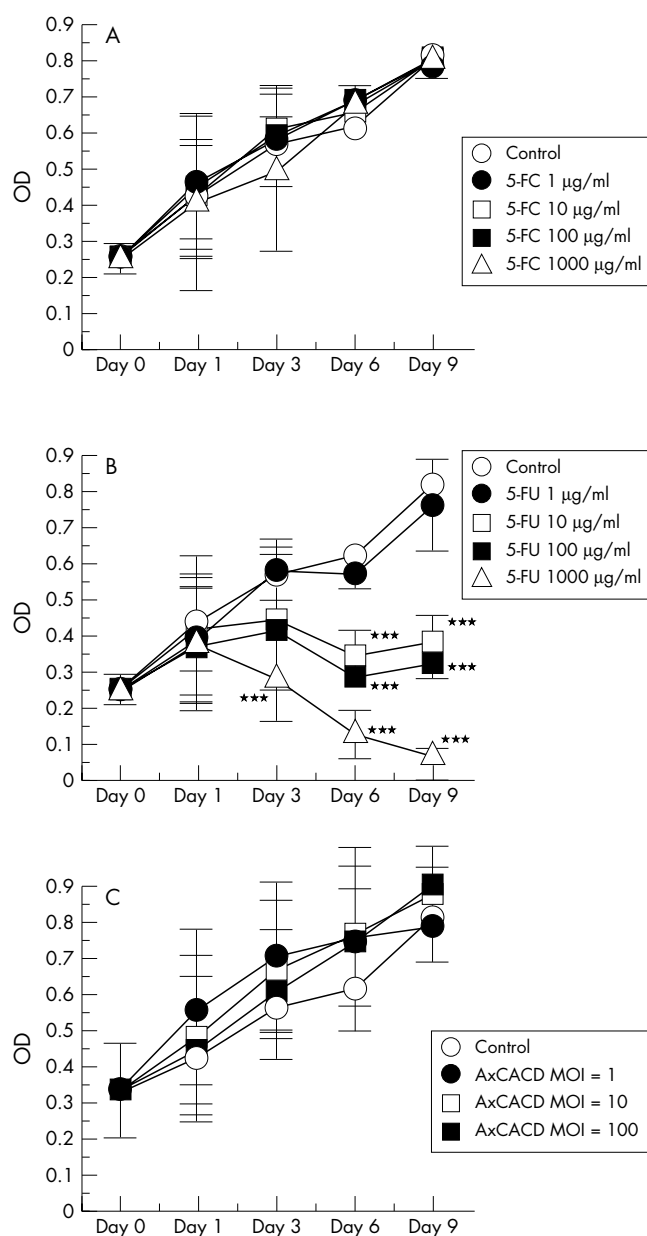 A
0.9
0.8
0.7
0.6
0.5
0.4
0.3
0.2
0.1
0
OD
Day 0 Day 1 Day 3 Day 6 Day 9
Control
5-FC 1 µg/ml
5-FC 10 µg/ml
5-FC 100 µg/ml
5-FC 1000 µg/ml
B
0.9
0.8
0.7
0.6
0.5
0.4
0.3
0.2
0.1
0
OD
Day 0 Day 1 Day 3 Day 6 Day 9
Control
5-FU 1 µg/ml
5-FU 10 µg/ml
5-FU 100 µg/ml
5-FU 1000 µg/ml
★★★
★★★
★★★
★★★
★★★
★★★
★★★
C
0.9
0.8
0.7
0.6
0.5
0.4
0.3
0.2
0.1
0
OD
Day 0 Day 1 Day 3 Day 6 Day 9
Control
AxCACD MOI = 1
AxCACD MOI = 10
AxCACD MOI = 100